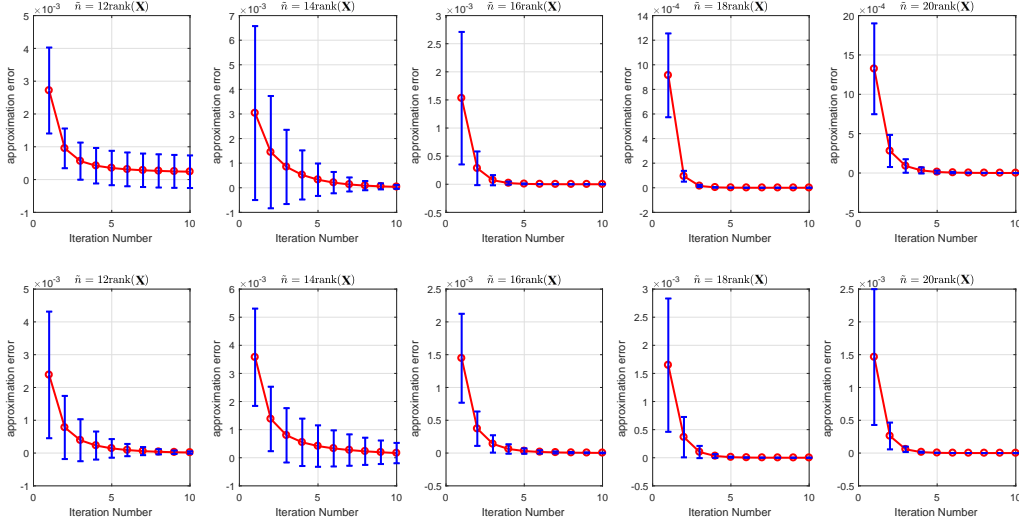 ×10⁻³ ñ = 12rank(𝐗)
5
4
3
2
1
0
-1
approximation error
0 5 10
Iteration Number
×10⁻³ ñ = 14rank(𝐗)
7
6
5
4
3
2
1
0
-1
approximation error
0 5 10
Iteration Number
×10⁻³ ñ = 16rank(𝐗)
3
2.5
2
1.5
1
0.5
0
-0.5
approximation error
0 5 10
Iteration Number
×10⁻⁴ ñ = 18rank(𝐗)
14
12
10
8
6
4
2
0
-2
approximation error
0 5 10
Iteration Number
×10⁻⁴ ñ = 20rank(𝐗)
20
15
10
5
0
-5
approximation error
0 5 10
Iteration Number
×10⁻³ ñ = 12rank(𝐗)
5
4
3
2
1
0
-1
approximation error
0 5 10
Iteration Number
×10⁻³ ñ = 14rank(𝐗)
6
5
4
3
2
1
0
-1
approximation error
0 5 10
Iteration Number
×10⁻³ ñ = 16rank(𝐗)
2.5
2
1.5
1
0.5
0
-0.5
approximation error
0 5 10
Iteration Number
×10⁻³ ñ = 18rank(𝐗)
3
2.5
2
1.5
1
0.5
0
-0.5
approximation error
0 5 10
Iteration Number
×10⁻³ ñ = 20rank(𝐗)
2.5
2
1.5
1
0.5
0
-0.5
approximation error
0 5 10
Iteration Number